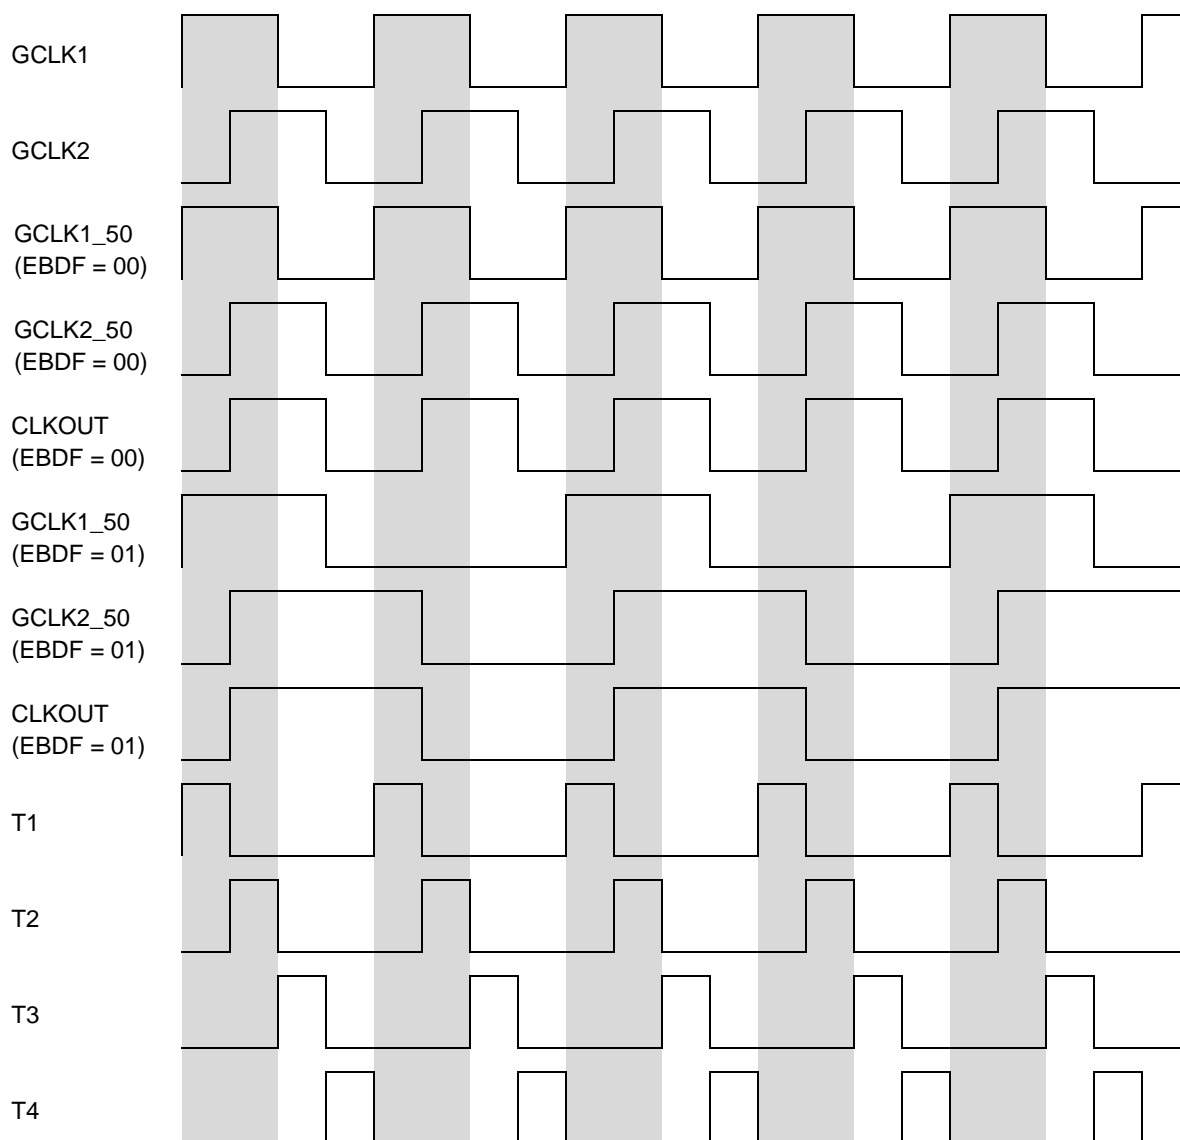 GCLK1
GCLK2
GCLK1_50
(EBDF = 00)
GCLK2_50
(EBDF = 00)
CLKOUT
(EBDF = 00)
GCLK1_50
(EBDF = 01)
GCLK2_50
(EBDF = 01)
CLKOUT
(EBDF = 01)
T1
T2
T3
T4